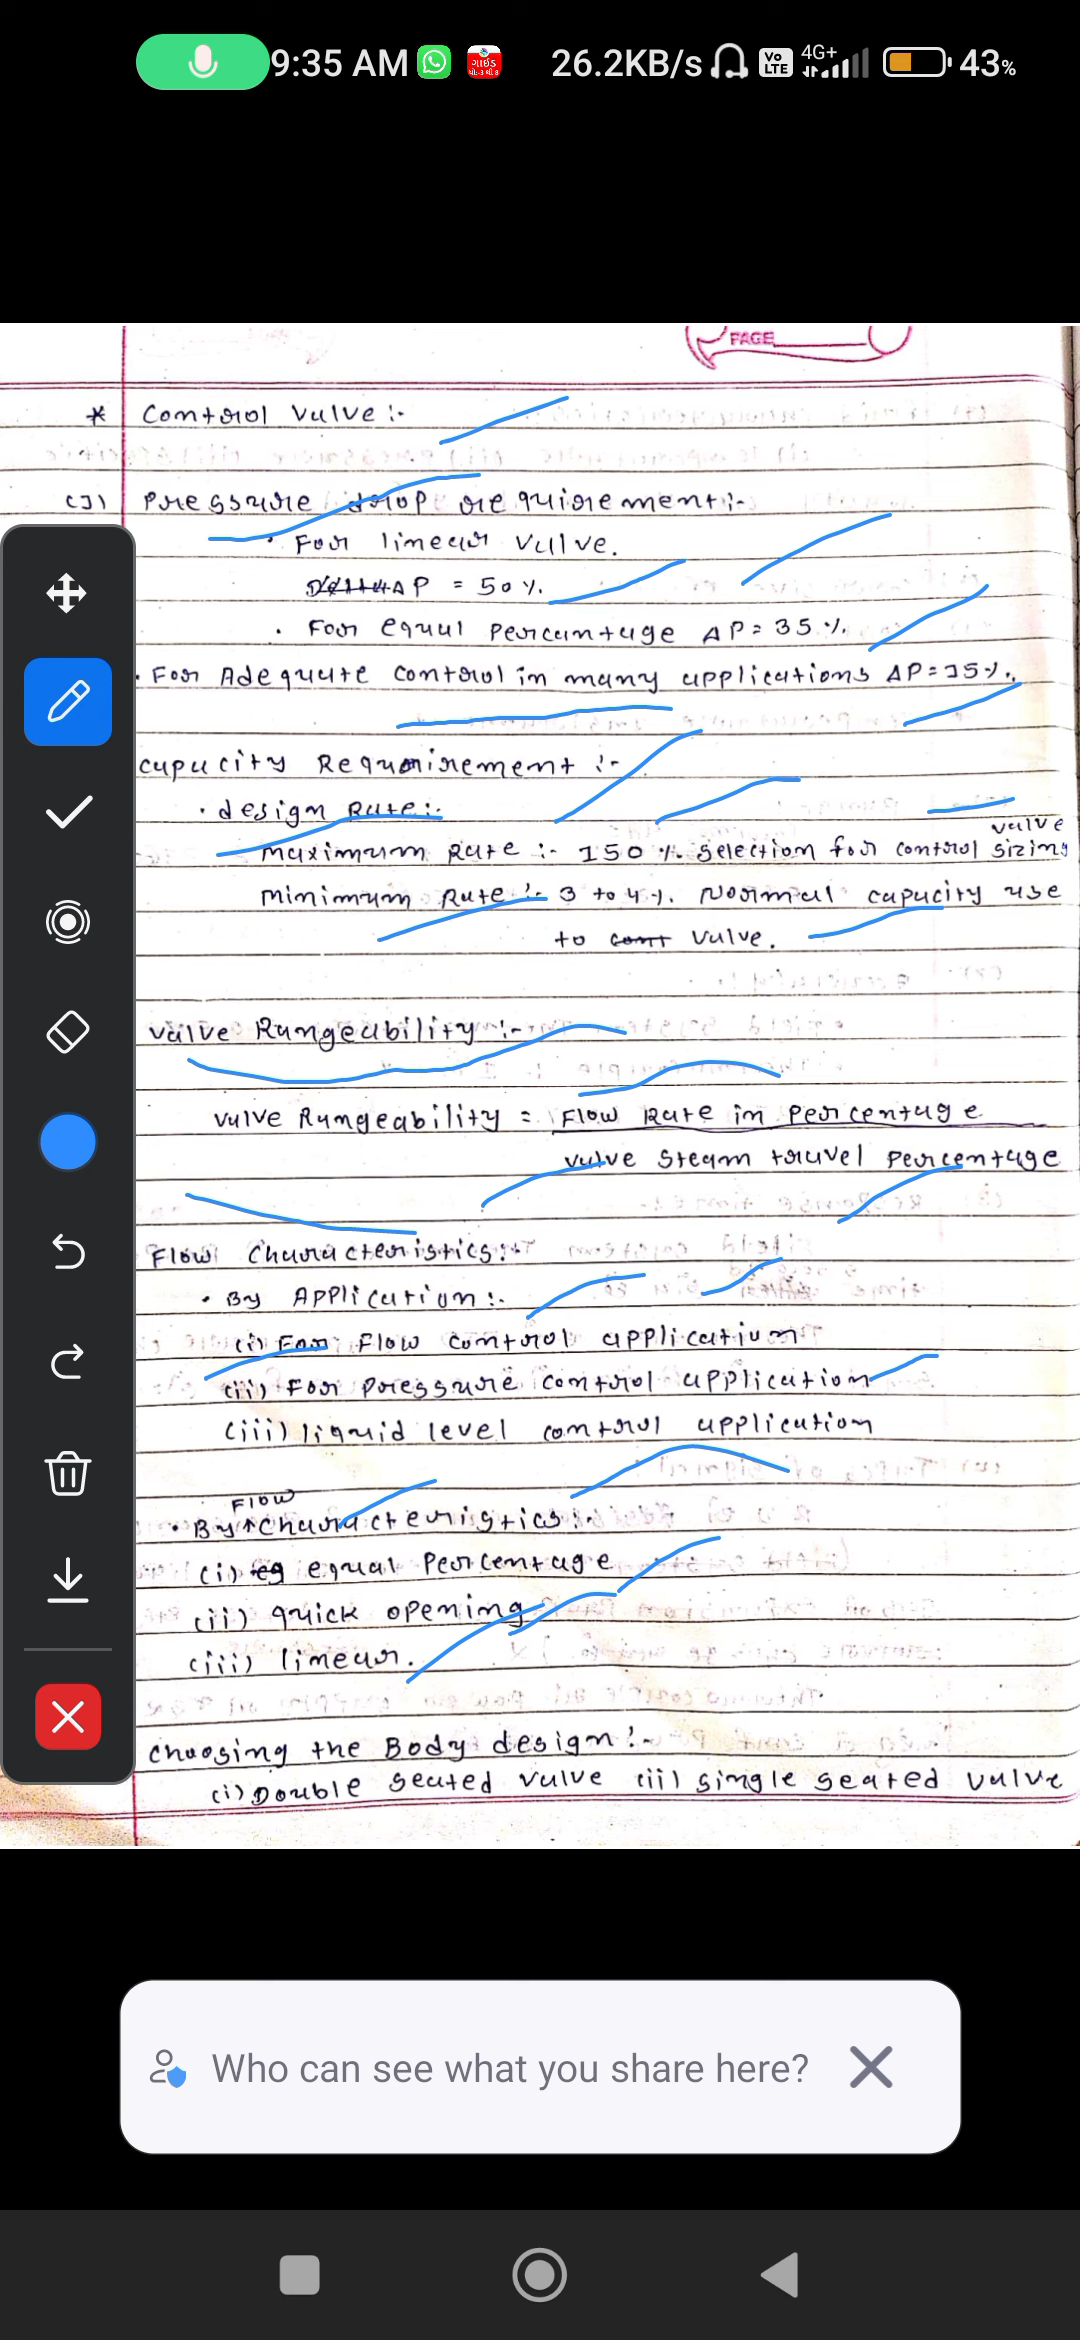 9:35 AM 26.2KB/s Vo LTE 4G+ 43%
PAGE
* Control Valve :-
(I) Pressure drop requirement :-
• For linear Valve.
ΔP = 50 %.
• For equal Percentage ΔP = 35 %.
• For Adequate control in many applications ΔP = 15 %.
capacity Requirement :-
• design Rate :-
valve
maximum Rate :- 150 % selection for control sizing
minimum Rate :- 3 to 4 %. Normal capacity use
to Valve.
Valve Rangeability :-
Valve Rangeability = Flow Rate in Percentage
valve Steam travel Percentage
Flow Characteristics :-
• By Application :-
(i) For Flow control application
(ii) For Pressure control application
(iii) liquid level control application
Flow
• By ↑ Characteristics :-
(i) equal Percentage
(ii) quick opening
(iii) linear.
choosing the Body design :-
(i) Double seated valve (ii) single seated valve
Who can see what you share here?